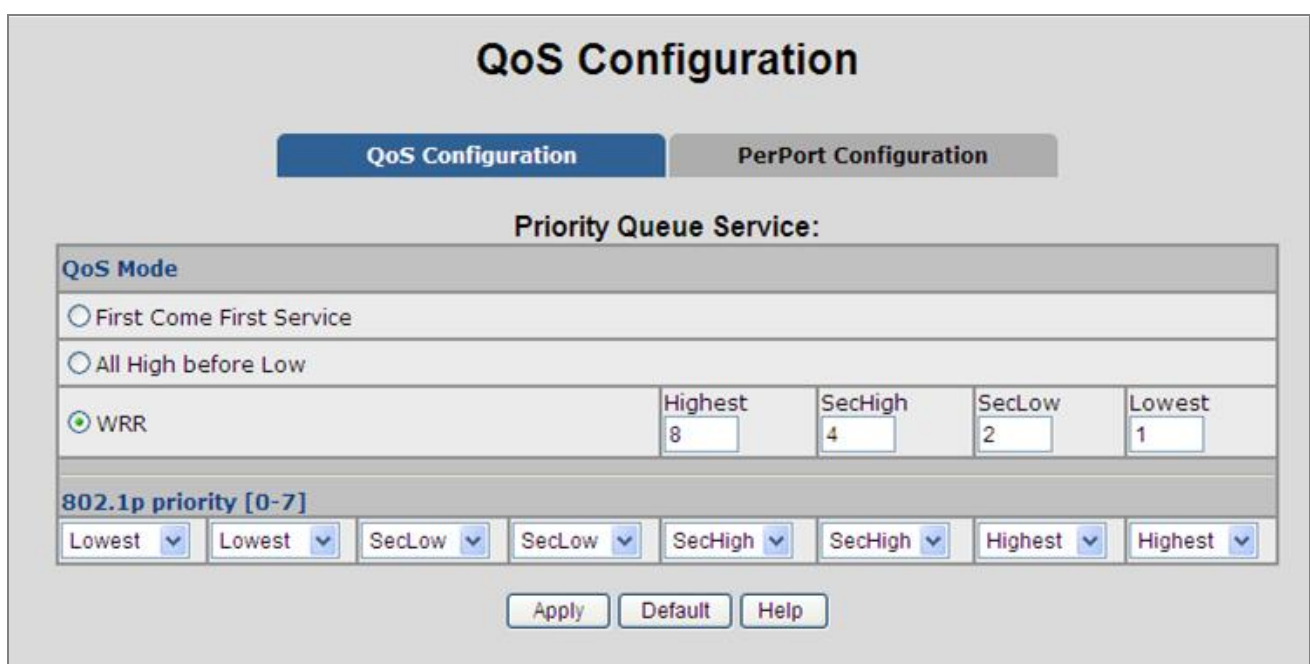 QoS Configuration
QoS Configuration PerPort Configuration
Priority Queue Service:
QoS Mode
First Come First Service
All High before Low
WRR Highest 8 SecHigh 4 SecLow 2 Lowest 1
802.1p priority [0-7]
Lowest Lowest SecLow SecLow SecHigh SecHigh Highest Highest
Apply Default Help